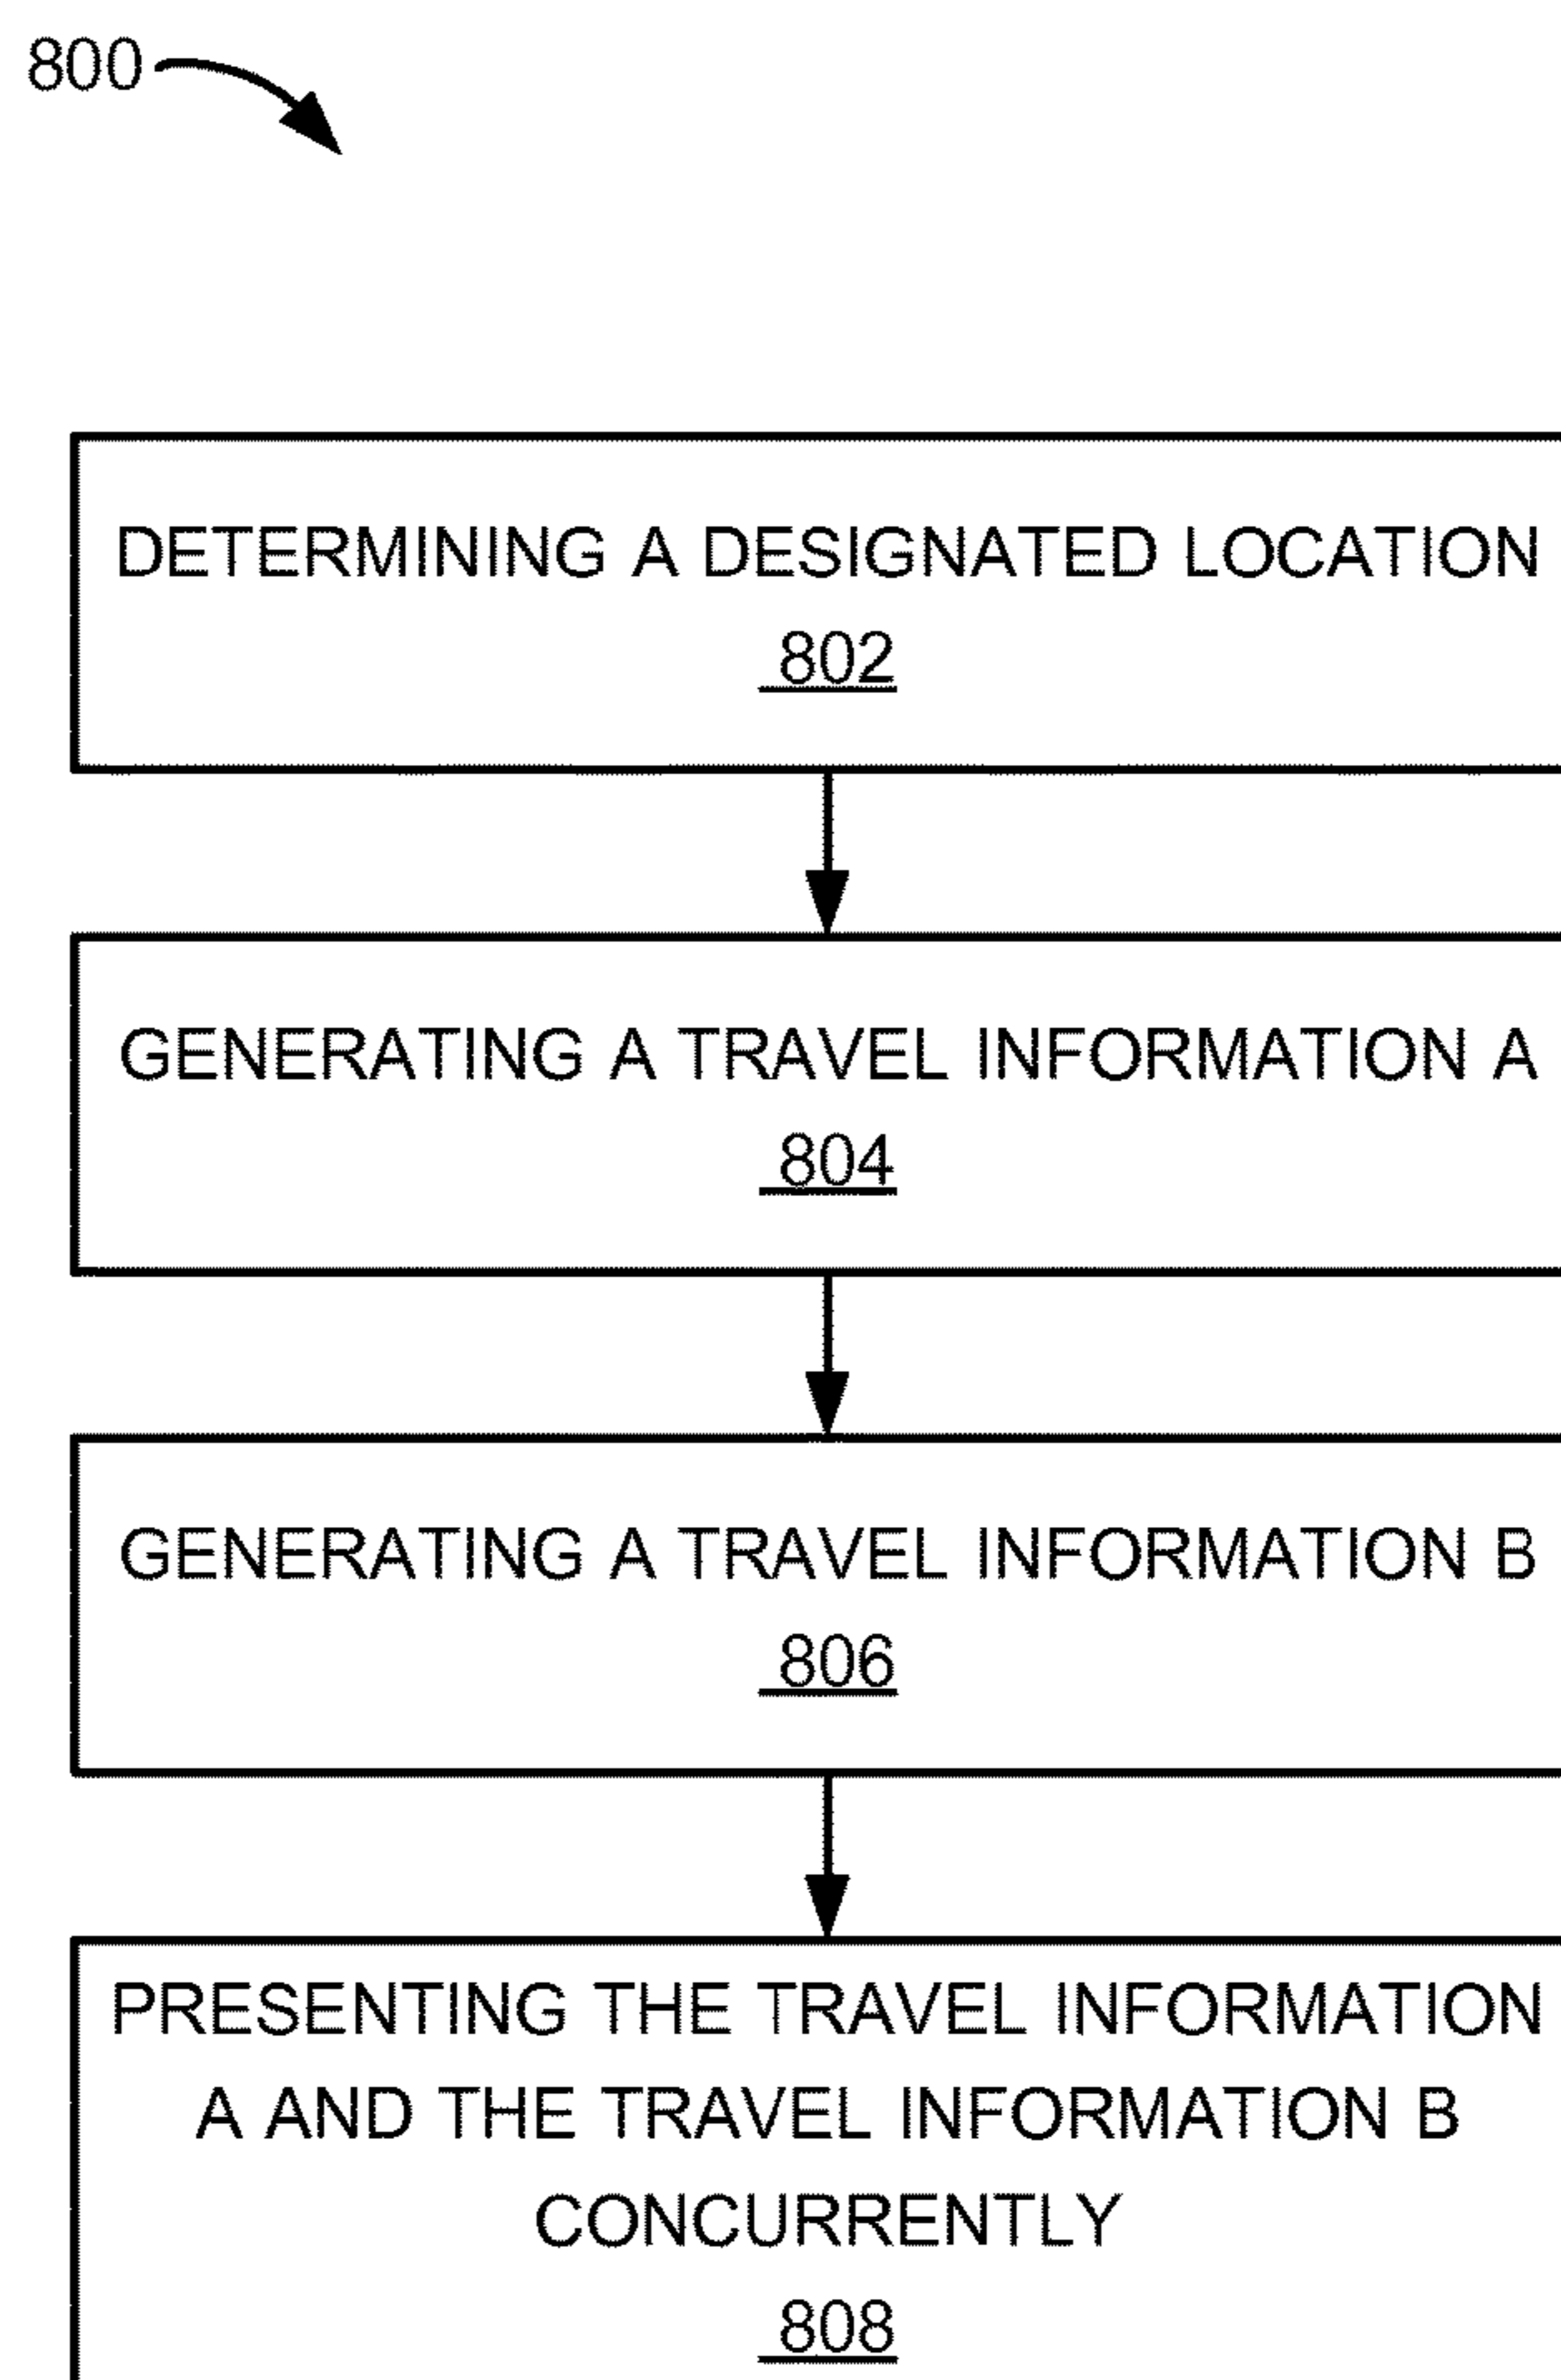 800
DETERMINING A DESIGNATED LOCATION
802
GENERATING A TRAVEL INFORMATION A
804
GENERATING A TRAVEL INFORMATION B
806
PRESENTING THE TRAVEL INFORMATION
A AND THE TRAVEL INFORMATION B
CONCURRENTLY
808